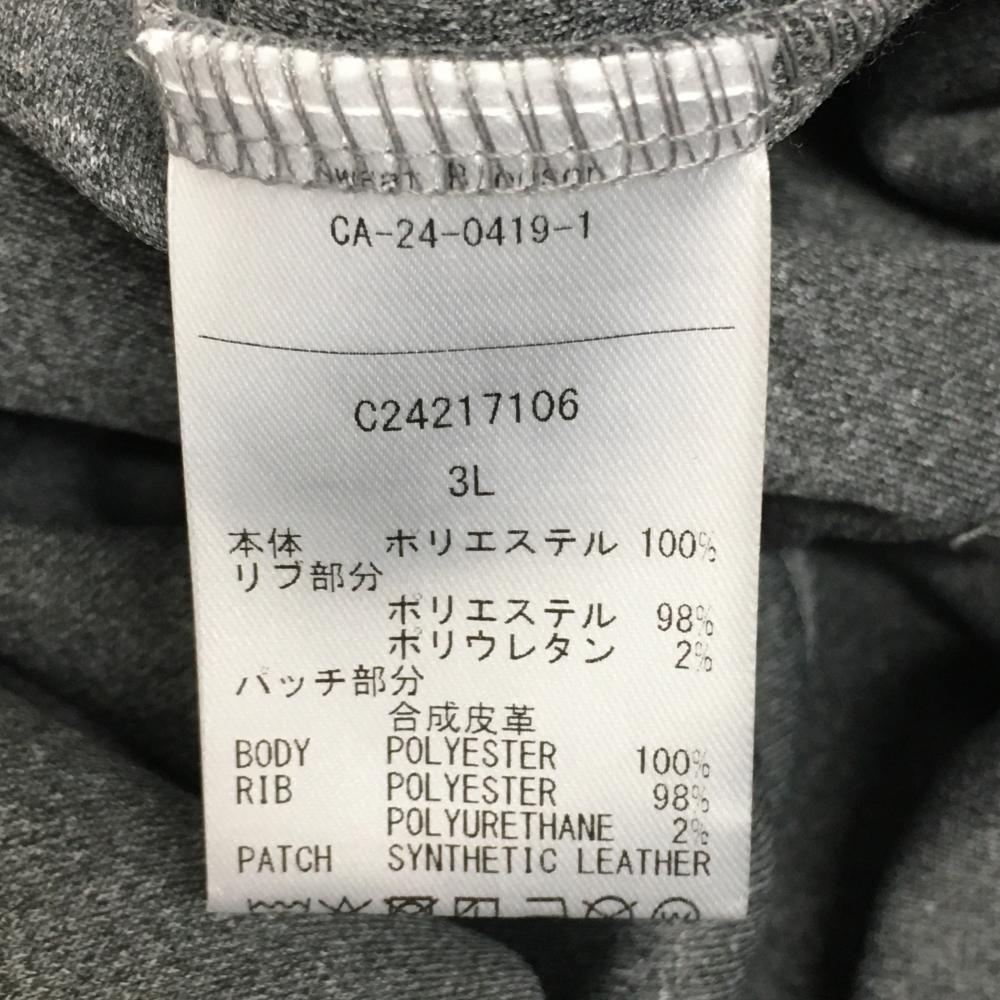 Sweat Blouson
CA-24-0419-1
C24217106
3L
本体 ポリエステル 100%
リブ部分
ポリエステル 98%
ポリウレタン 2%
パッチ部分
合成皮革
BODY POLYESTER 100%
RIB POLYESTER 98%
POLYURETHANE 2%
PATCH SYNTHETIC LEATHER